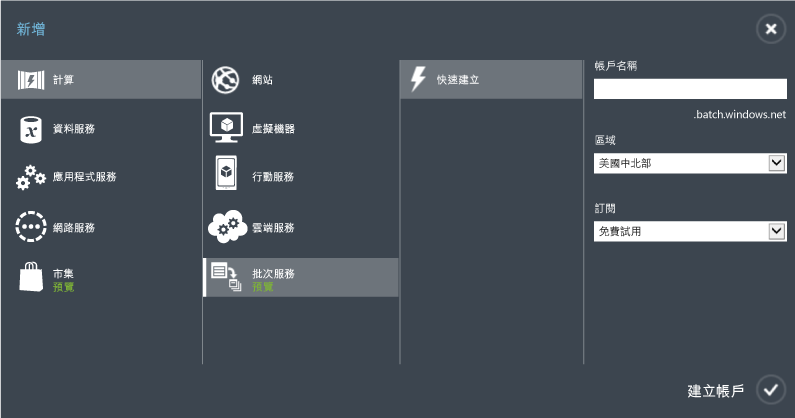 新增
計算
資料服務
應用程式服務
網路服務
市集
預覽
網站
虛擬機器
行動服務
雲端服務
批次服務
預覽
快速建立
帳戶名稱
.batch.windows.net
區域
美國中北部
訂閱
免費試用
建立帳戶